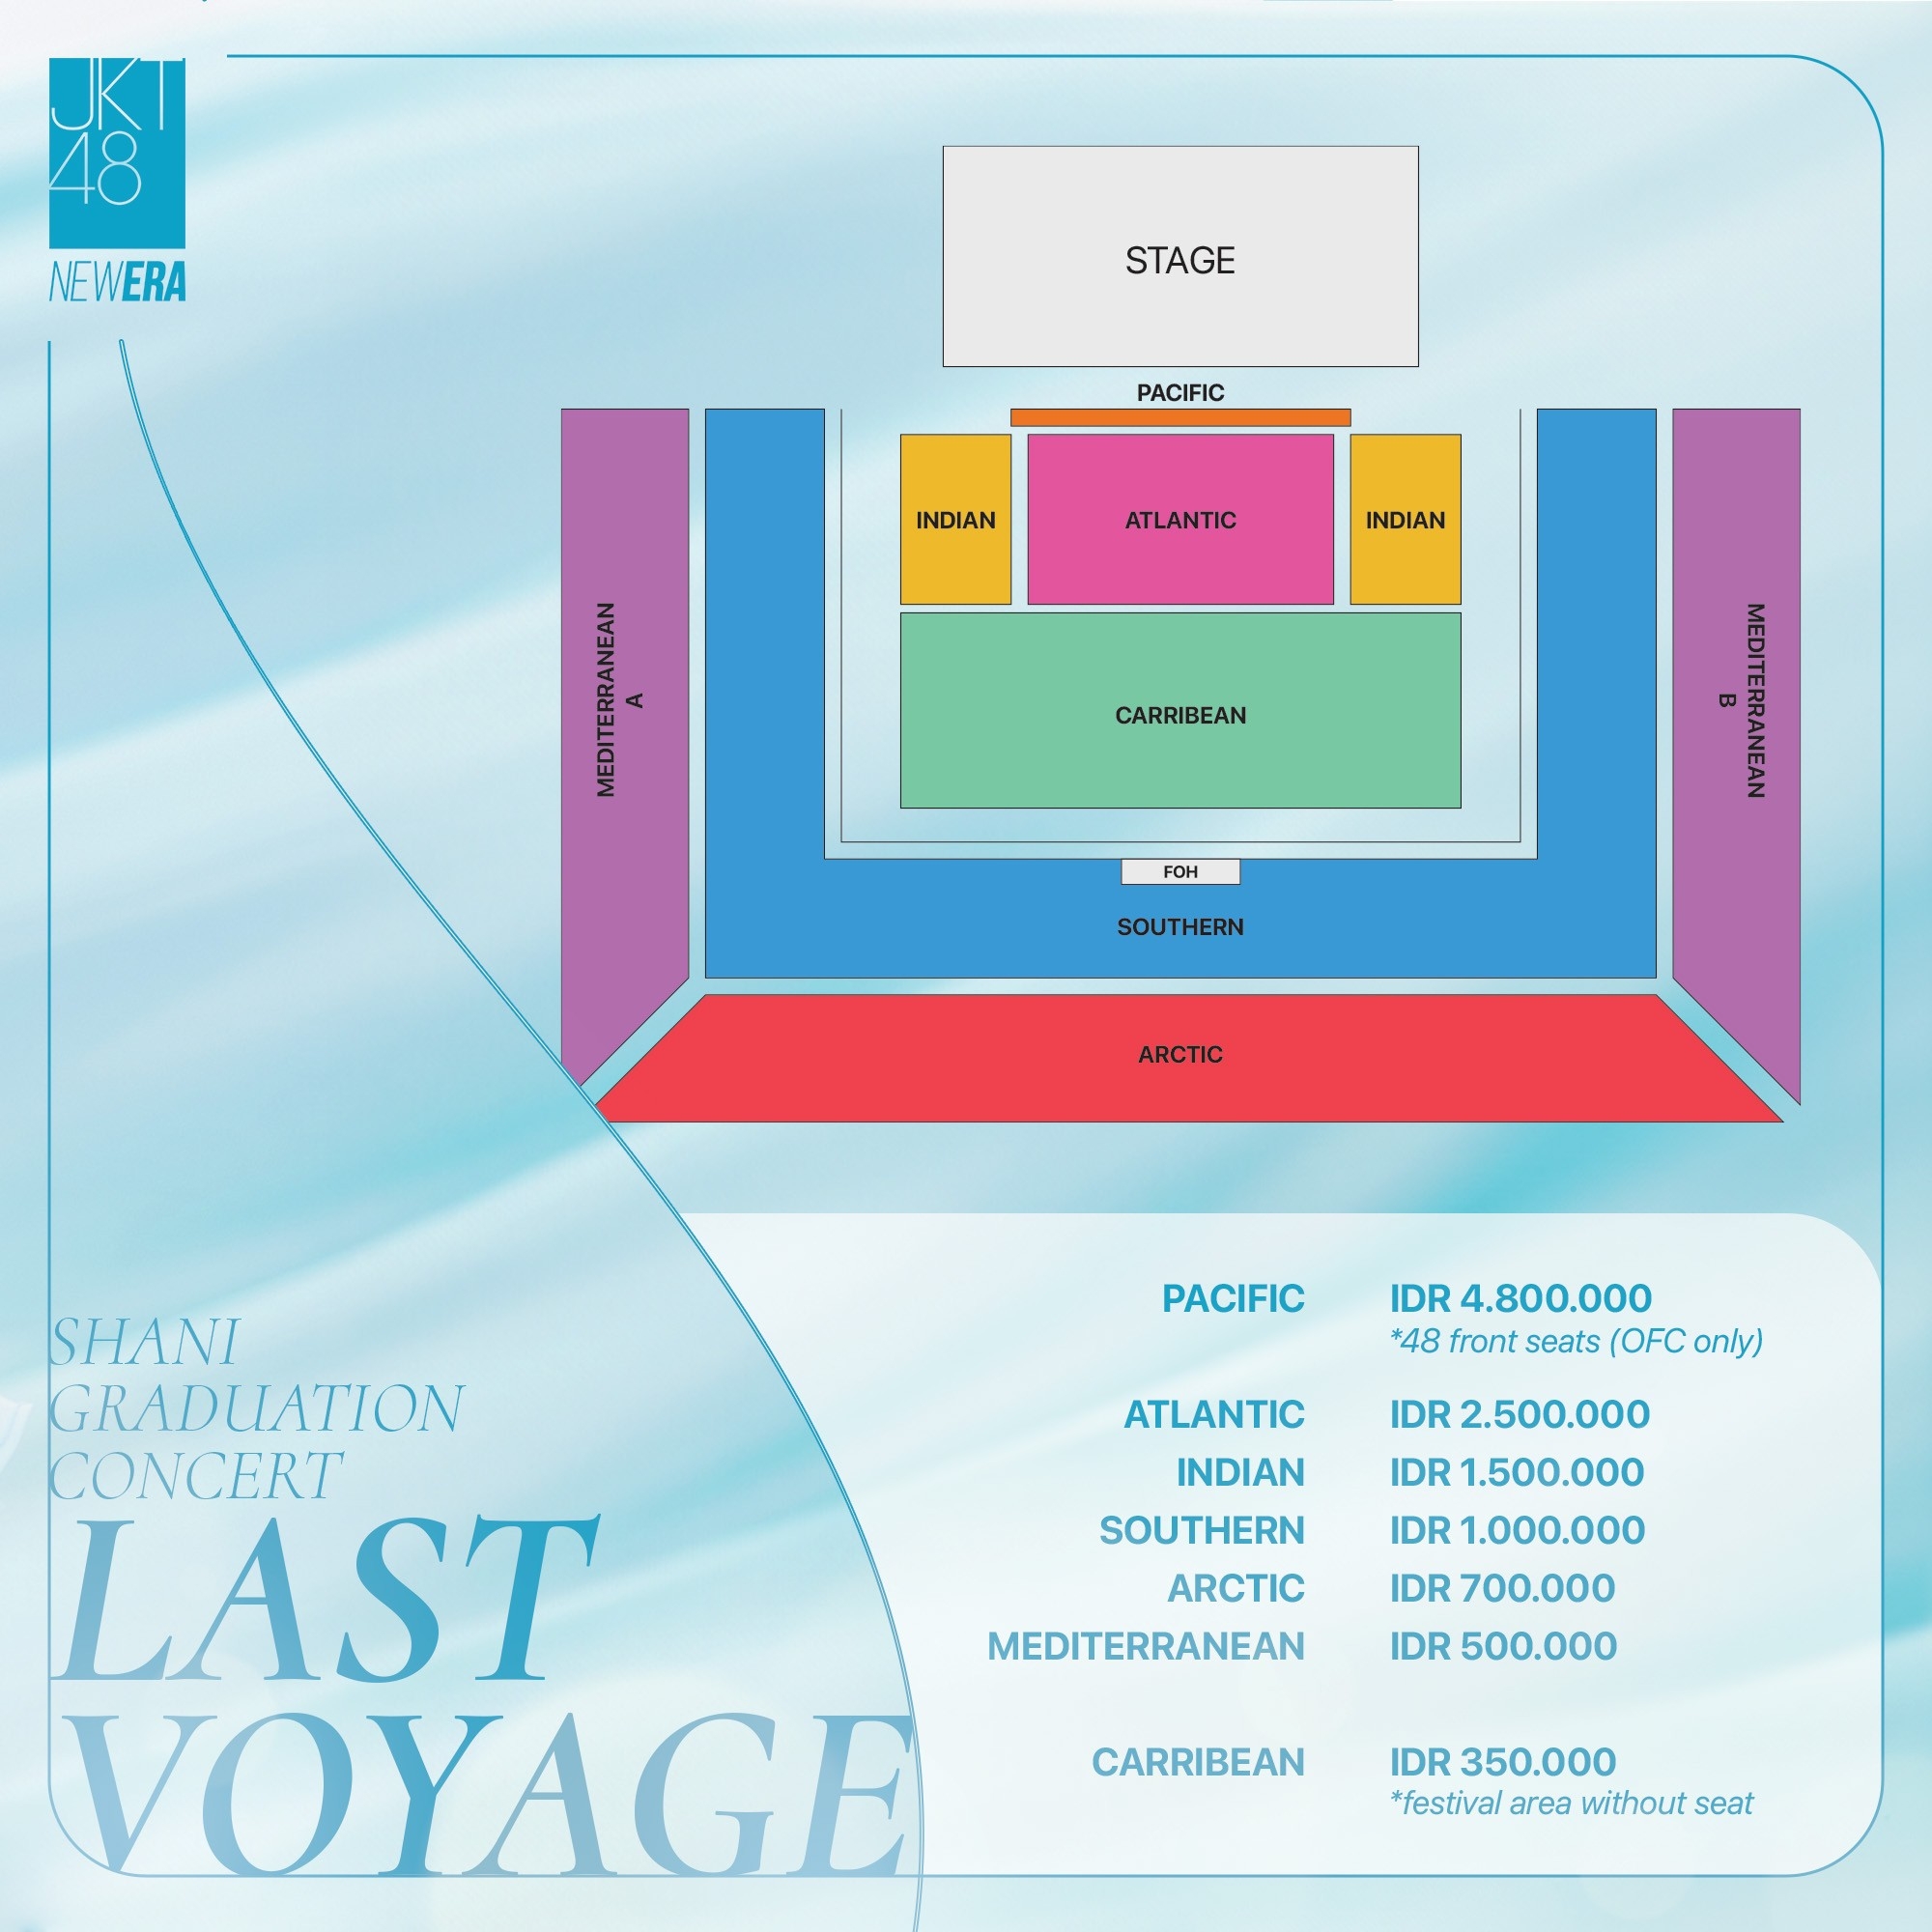 JKT
48
NEWERA
STAGE
PACIFIC
INDIAN
ATLANTIC
INDIAN
MEDITERRANEAN
A
MEDITERRANEAN
B
CARRIBEAN
FOH
SOUTHERN
ARCTIC
SHANI
GRADUATION
CONCERT
LAST
VOYAGE
PACIFIC IDR 4.800.000
*48 front seats (OFC only)
ATLANTIC IDR 2.500.000
INDIAN IDR 1.500.000
SOUTHERN IDR 1.000.000
ARCTIC IDR 700.000
MEDITERRANEAN IDR 500.000
CARRIBEAN IDR 350.000
*festival area without seat